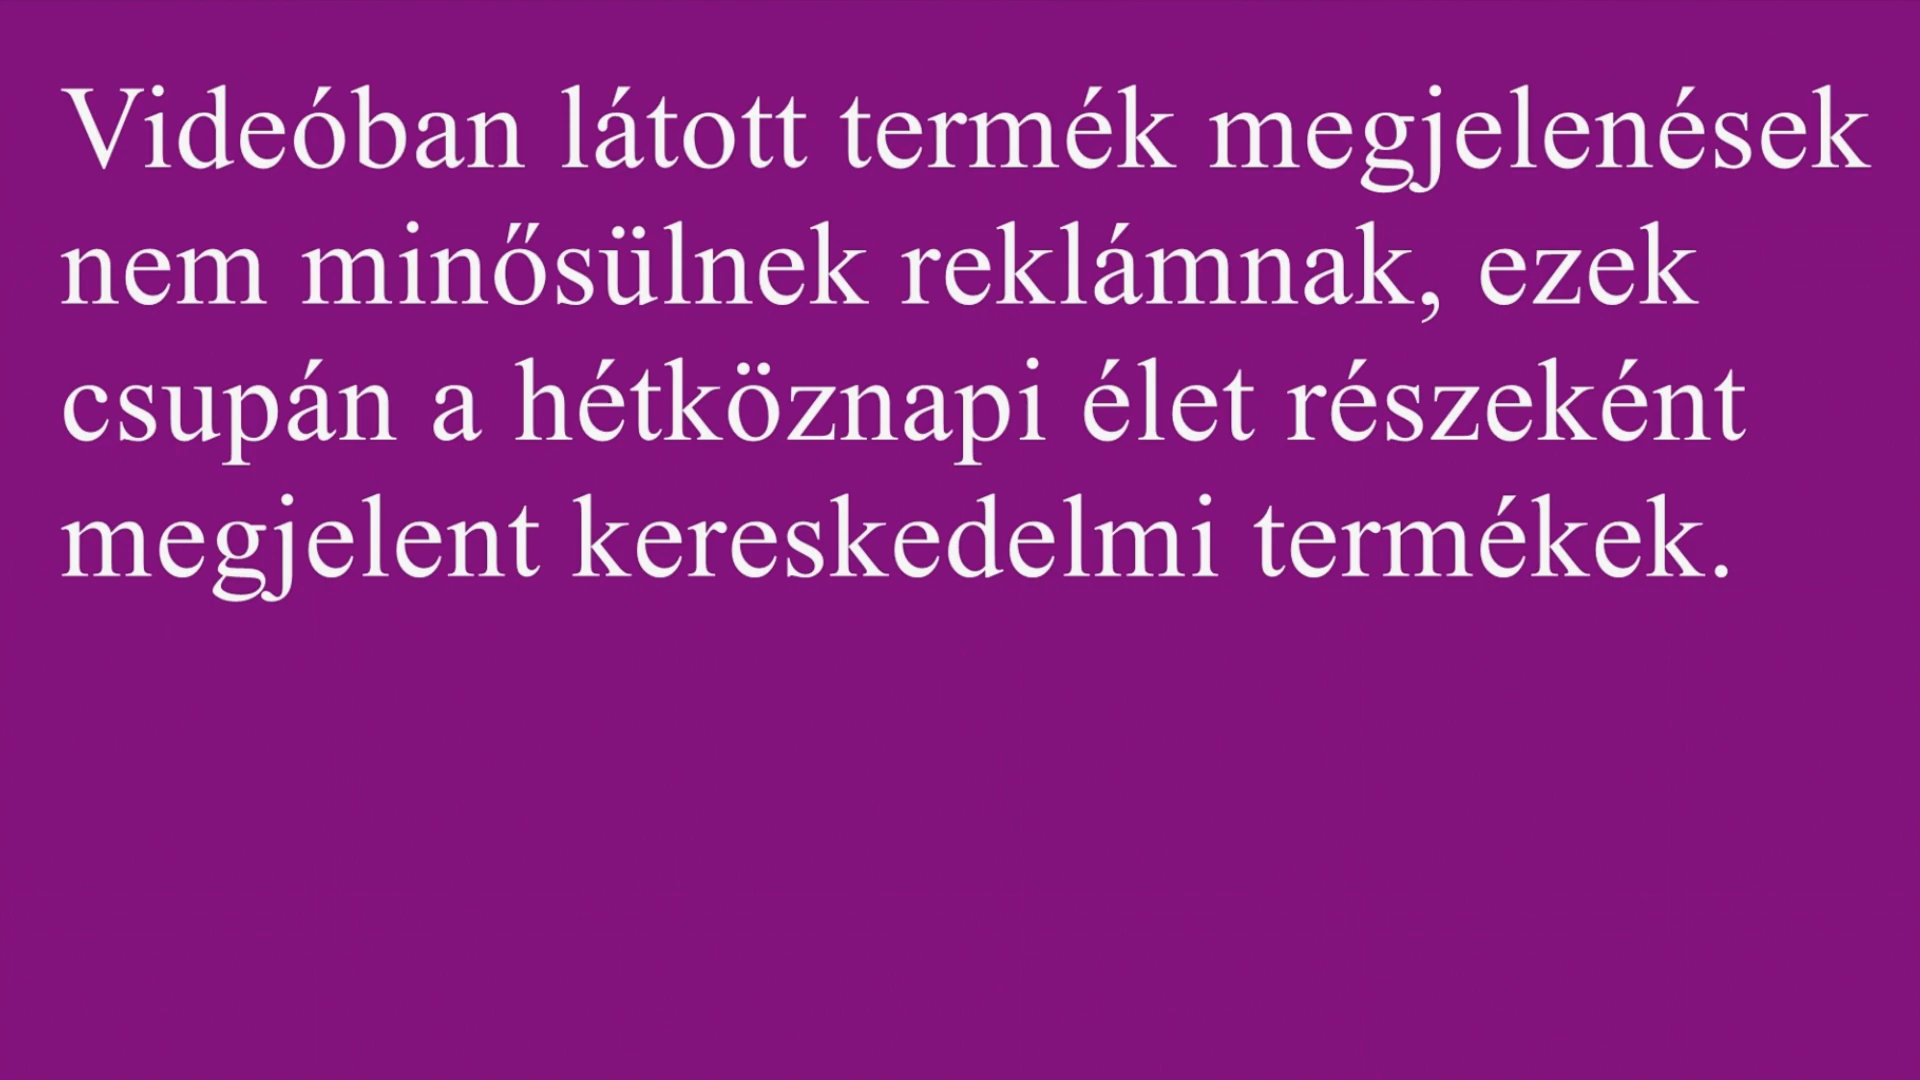 Videóban látott termék megjelenések
nem minősülnek reklámnak, ezek
csupán a hétköznapi élet részeként
megjelent kereskedelmi termékek.